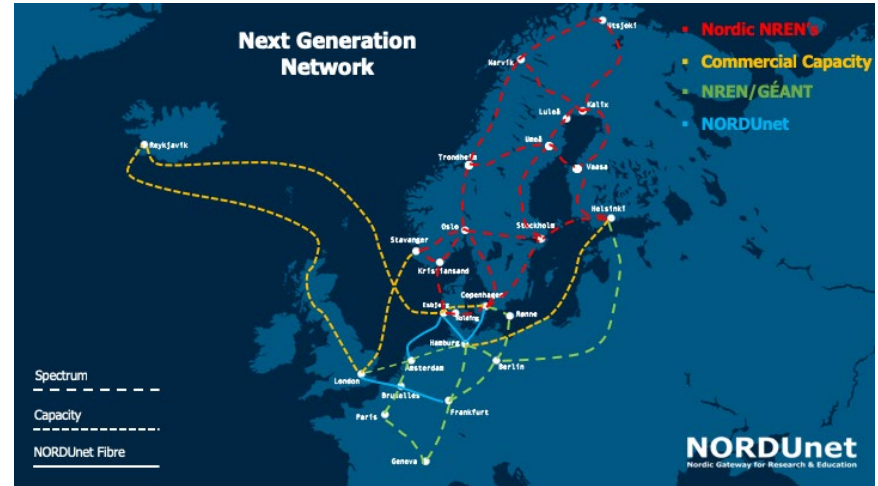 Next Generation
Network
Nordic NREN's
Commercial Capacity
NREN/GÉANT
NORDUnet
Utsjoki
Narvik
Kalix
Luleå
Umeå
Vaasa
Trondheim
Reykjavik
Helsinki
Oslo
Stockholm
Stavanger
Kristiansand
Copenhagen
Esbjerg
Kolding
Rønne
Hamburg
Amsterdam
Berlin
London
Bruxelles
Frankfurt
Paris
Geneva
Spectrum
Capacity
NORDUnet Fibre
NORDUnet
Nordic Gateway for Research & Education